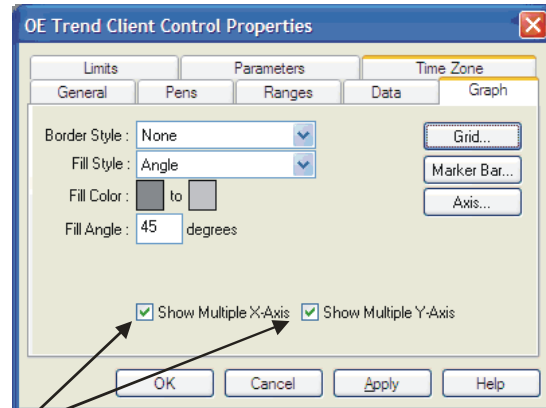 OE Trend Client Control Properties
Limits Parameters Time Zone
General Pens Ranges Data Graph
Border Style : None Grid...
Fill Style : Angle Marker Bar...
Fill Color : to Axis...
Fill Angle : 45 degrees
Show Multiple X-Axis Show Multiple Y-Axis
OK Cancel Apply Help